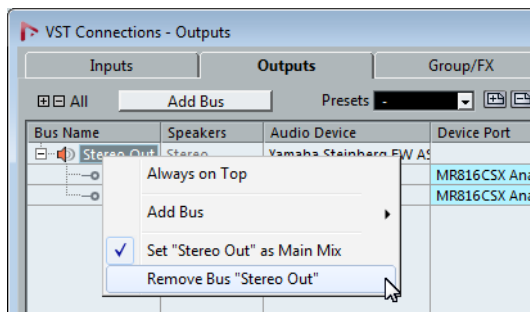 VST Connections - Outputs
Inputs Outputs Group/FX
All Add Bus Presets -
Bus Name Speakers Audio Device Device Port
Stereo Out Stereo Yamaha Steinberg FW AS
Always on Top
MR816CSX Ana
MR816CSX Ana
Add Bus
Set "Stereo Out" as Main Mix
Remove Bus "Stereo Out"